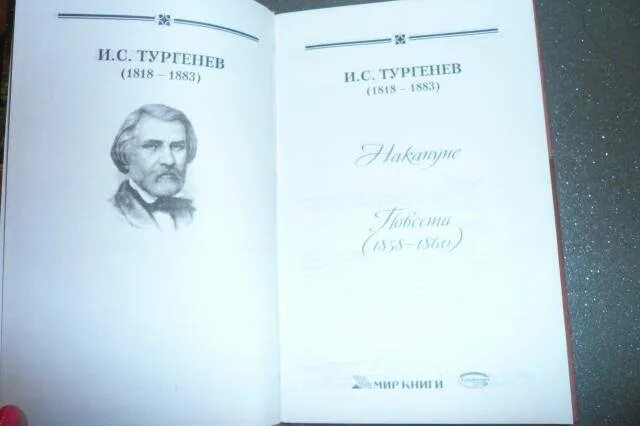 И.С. ТУРГЕНЕВ
(1818 – 1883)
И.С. ТУРГЕНЕВ
(1818 – 1883)
Накануне
Повести
(1858–1860)
МИР КНИГИ